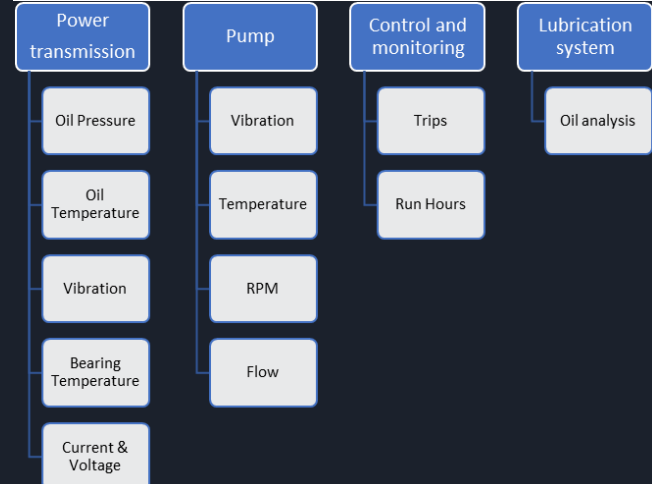 Power
transmission
Oil Pressure
Oil
Temperature
Vibration
Bearing
Temperature
Current &
Voltage
Pump
Vibration
Temperature
RPM
Flow
Control and
monitoring
Trips
Run Hours
Lubrication
system
Oil analysis